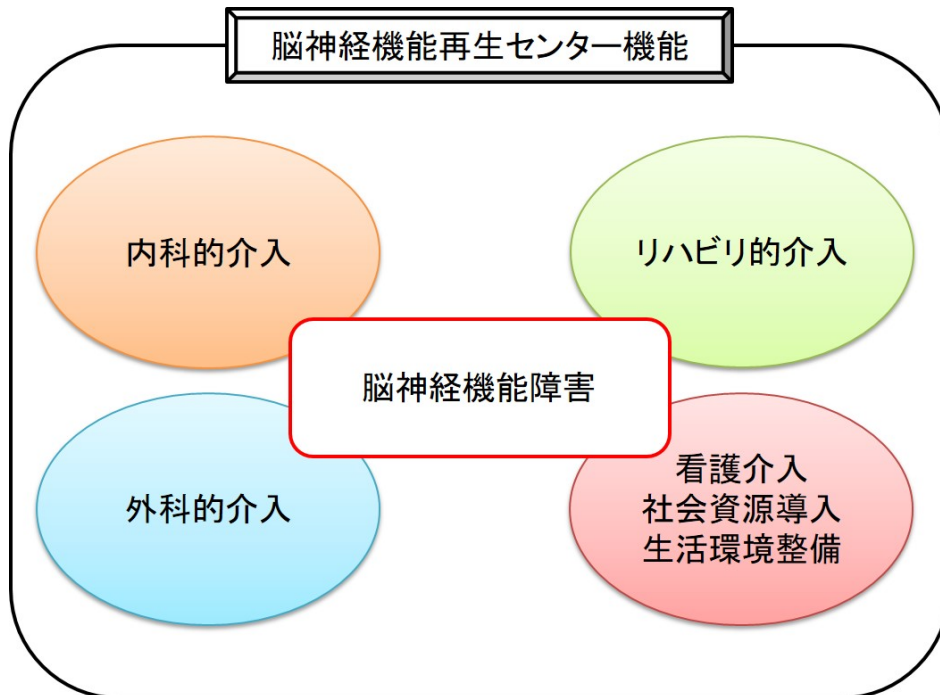 脳神経機能再生センター機能
内科的介入
リハビリ的介入
脳神経機能障害
外科的介入
看護介入
社会資源導入
生活環境整備